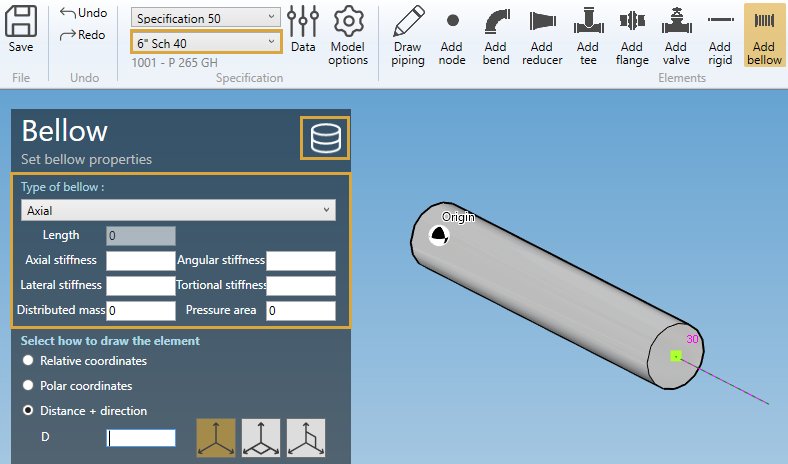 Save
Undo
Redo
Specification 50
6" Sch 40
1001 - P 265 GH
Data
Model options
Draw piping
Add node
Add bend
Add reducer
Add tee
Add flange
Add valve
Add rigid
Add bellow
File
Undo
Specification
Elements
Bellow
Set bellow properties
Type of bellow :
Axial
Length 0
Axial stiffness Angular stiffness
Lateral stiffness Tortional stiffness
Distributed mass 0 Pressure area 0
Select how to draw the element
Relative coordinates
Polar coordinates
Distance + direction
D
Origin
30